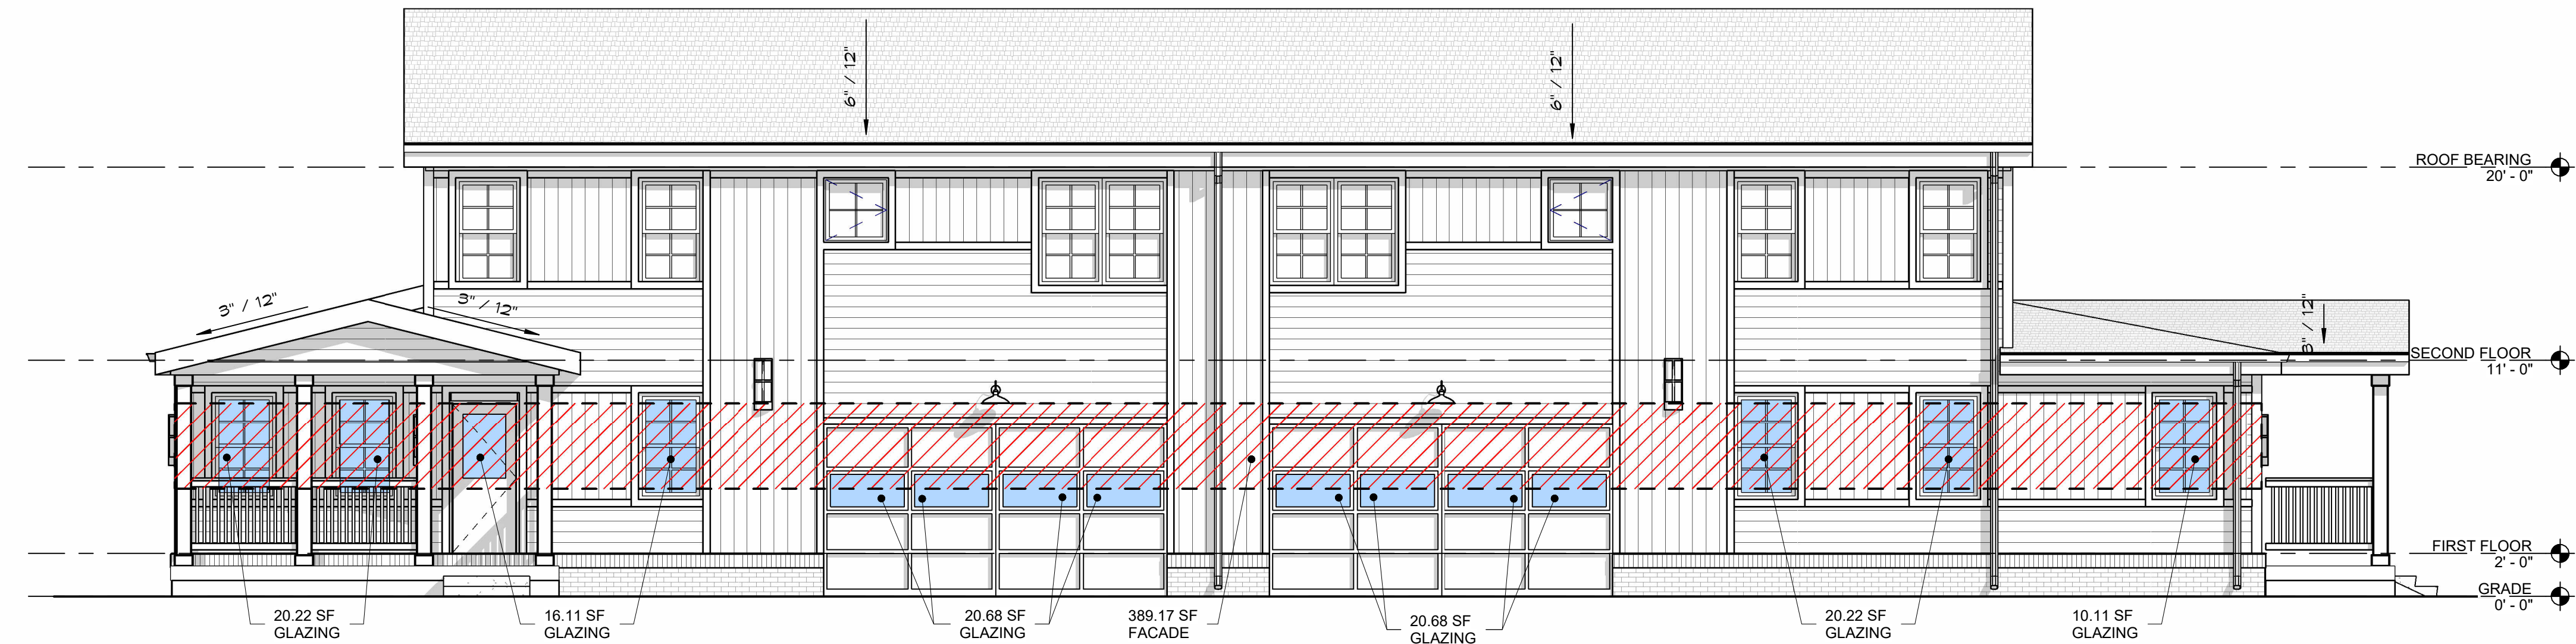 6" / 12"
6" / 12"
ROOF BEARING
20' - 0"
3" / 12"
3" / 12"
3" / 12"
SECOND FLOOR
11' - 0"
FIRST FLOOR
2' - 0"
GRADE
0' - 0"
20.22 SF
GLAZING
16.11 SF
GLAZING
20.68 SF
GLAZING
389.17 SF
FACADE
20.68 SF
GLAZING
20.22 SF
GLAZING
10.11 SF
GLAZING